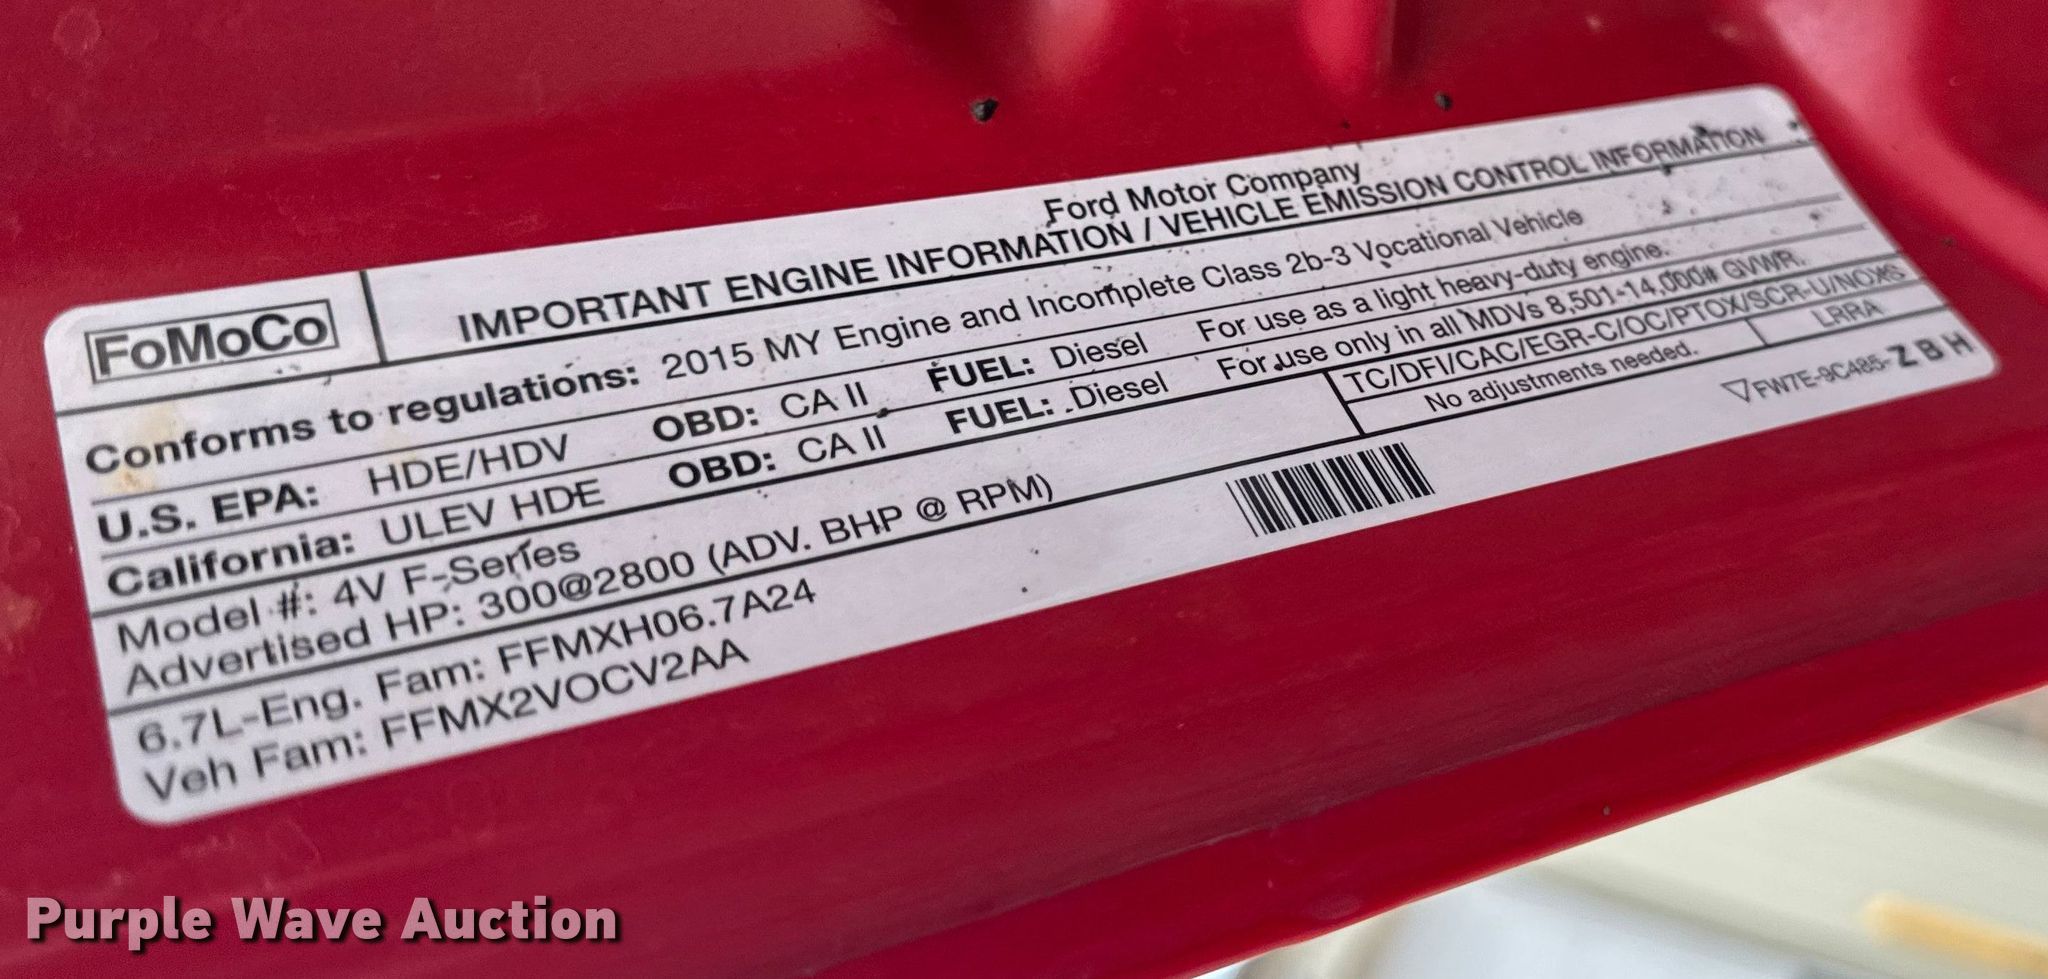 FoMoCo
Ford Motor Company
IMPORTANT ENGINE INFORMATION / VEHICLE EMISSION CONTROL INFORMATION
Conforms to regulations: 2015 MY Engine and Incomplete Class 2b-3 Vocational Vehicle
U.S. EPA: HDE/HDV OBD: CA II FUEL: Diesel For use as a light heavy-duty engine.
California: ULEV HDE OBD: CA II FUEL: Diesel For use only in all MDVs 8,501-14,000# GVWR.
Model #: 4V F-Series
Advertised HP: 300@2800 (ADV. BHP @ RPM)
TC/DFI/CAC/EGR-C/OC/PTOX/SCR-U/NOXS
No adjustments needed. LRRA
6.7L-Eng. Fam: FFMXH06.7A24
Veh Fam: FFMX2VOCV2AA
FW7E-9C485-ZBH
Purple Wave Auction